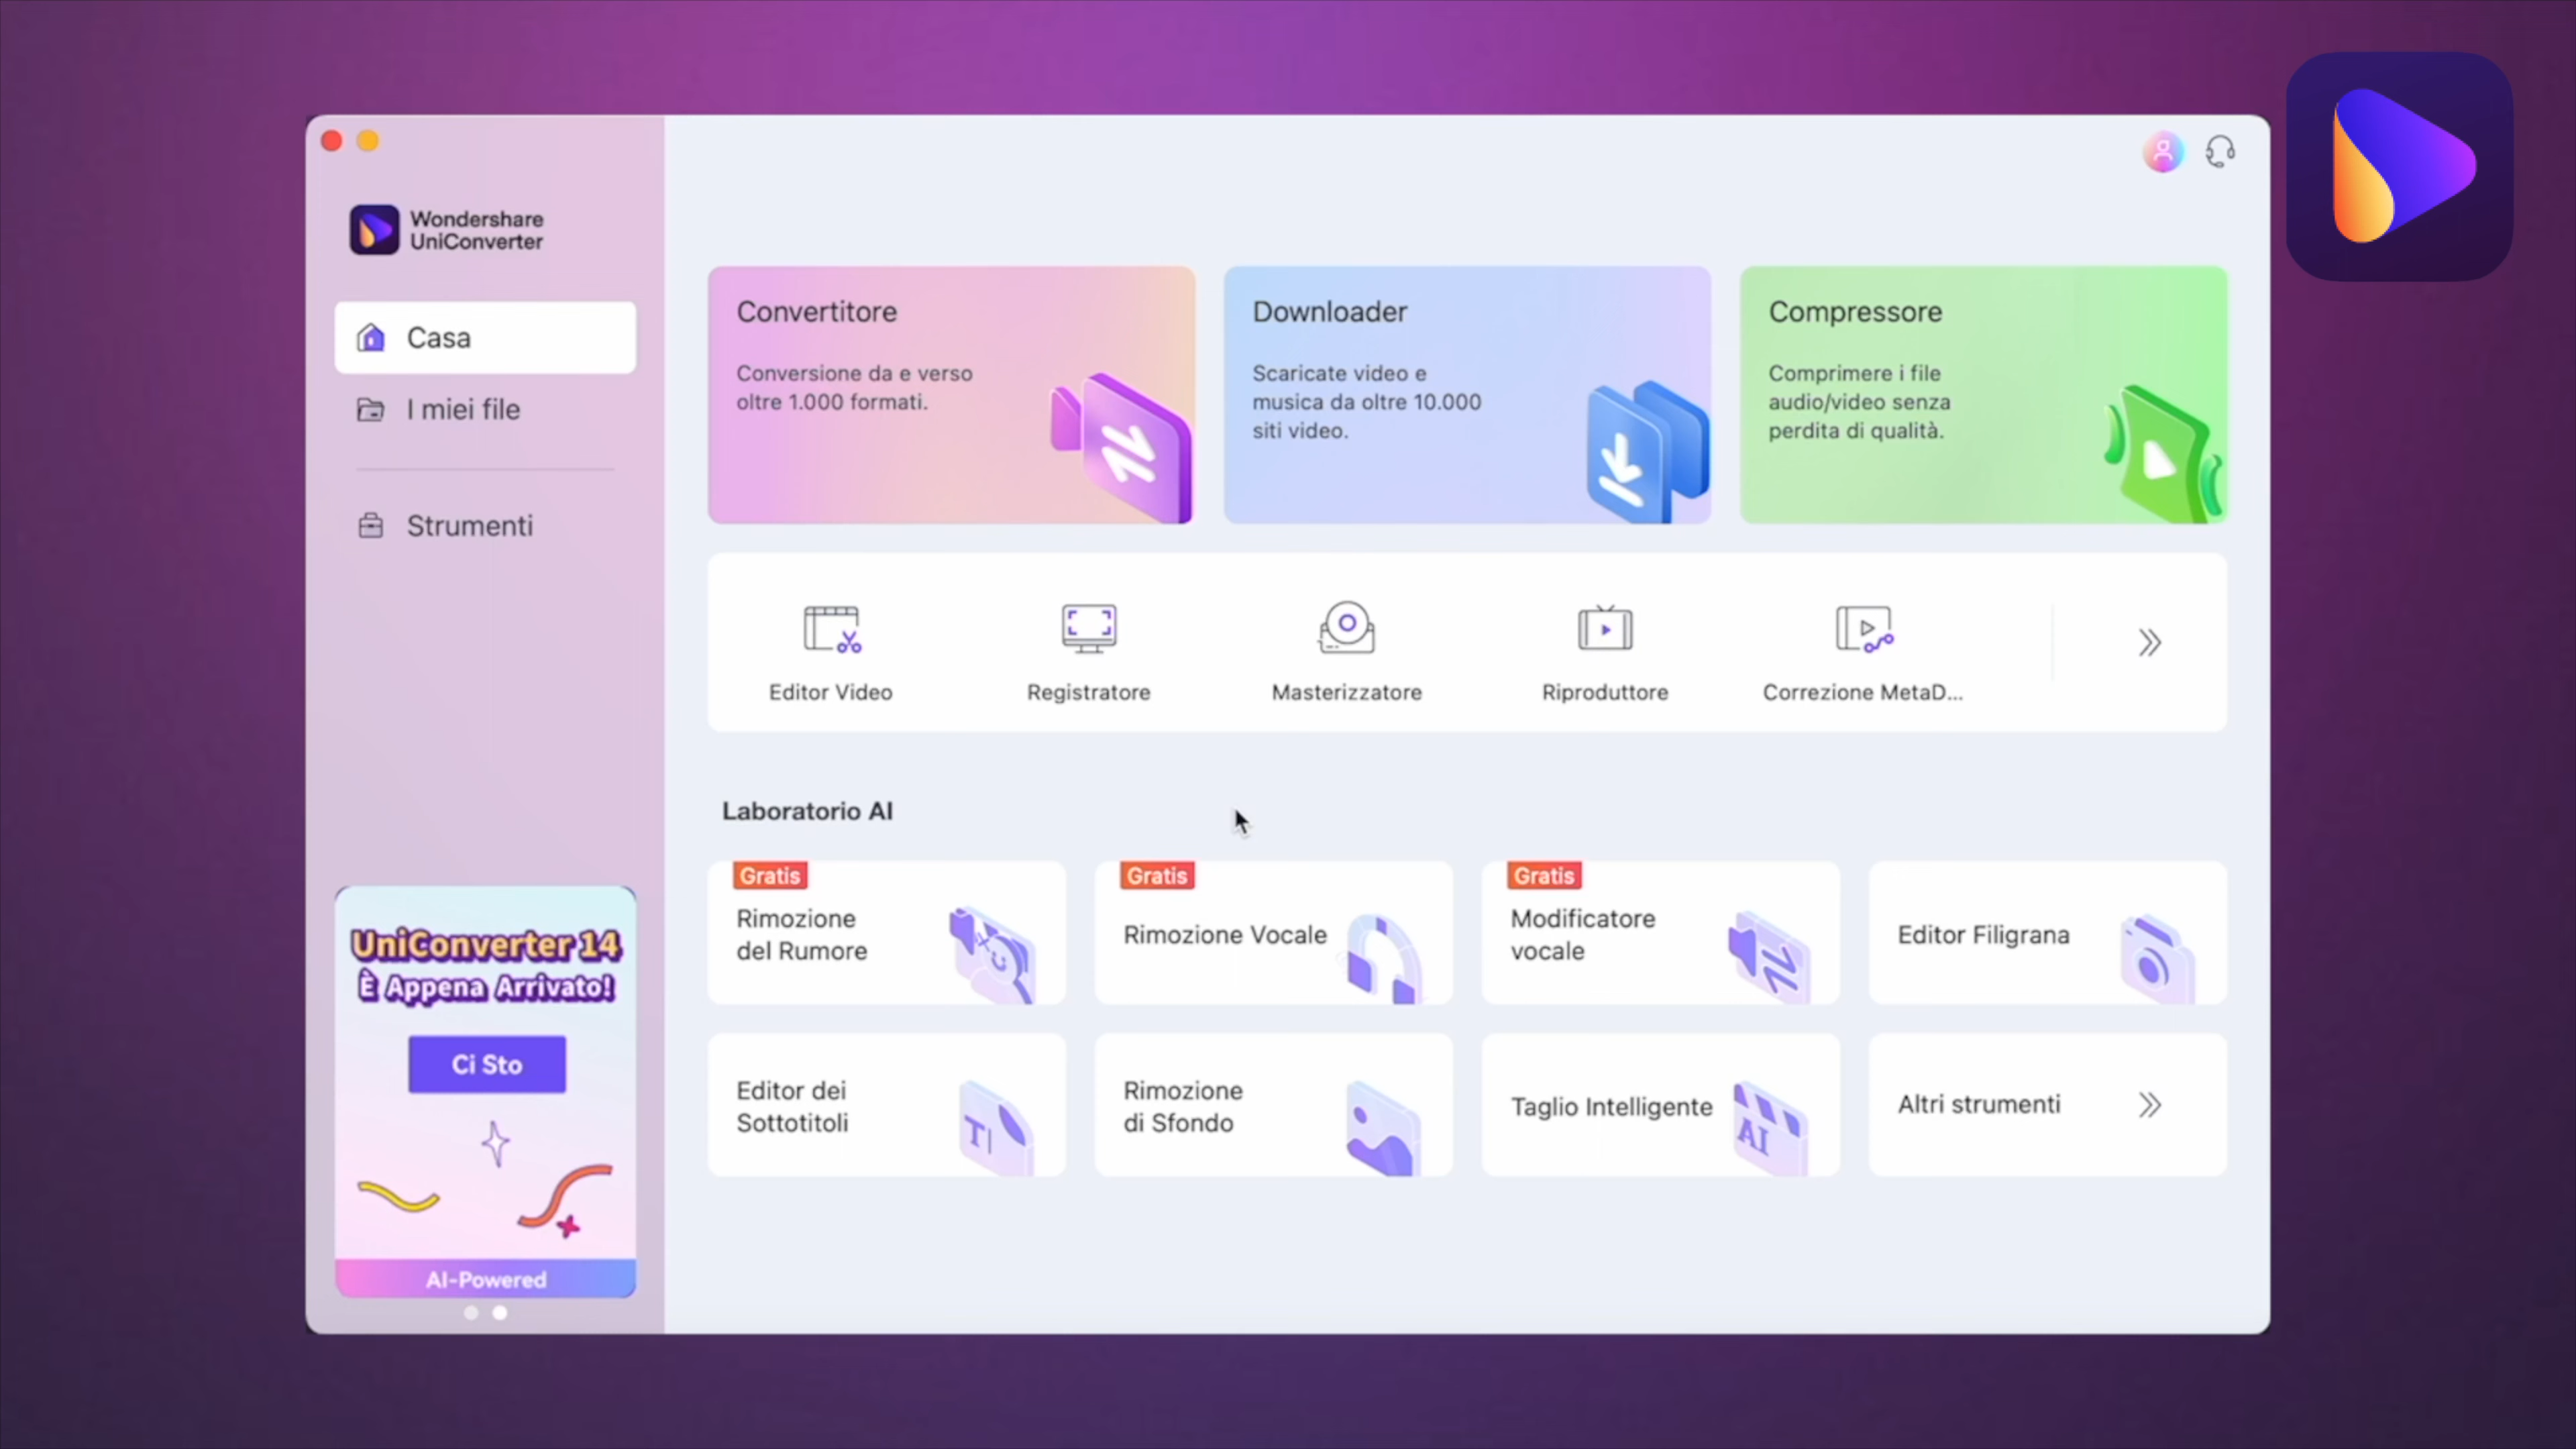 Wondershare
UniConverter
Casa
I miei file
Strumenti
UniConverter 14
È Appena Arrivato!
Ci Sto
AI-Powered
Convertitore
Conversione da e verso
oltre 1.000 formati.
Downloader
Scaricate video e
musica da oltre 10.000
siti video.
Compressore
Comprimere i file
audio/video senza
perdita di qualità.
Editor Video
Registratore
Masterizzatore
Riproduttore
Correzione MetaD...
Laboratorio AI
Gratis
Rimozione
del Rumore
Gratis
Rimozione Vocale
Gratis
Modificatore
vocale
Editor Filigrana
Editor dei
Sottotitoli
T|
Rimozione
di Sfondo
Taglio Intelligente
AI
Altri strumenti